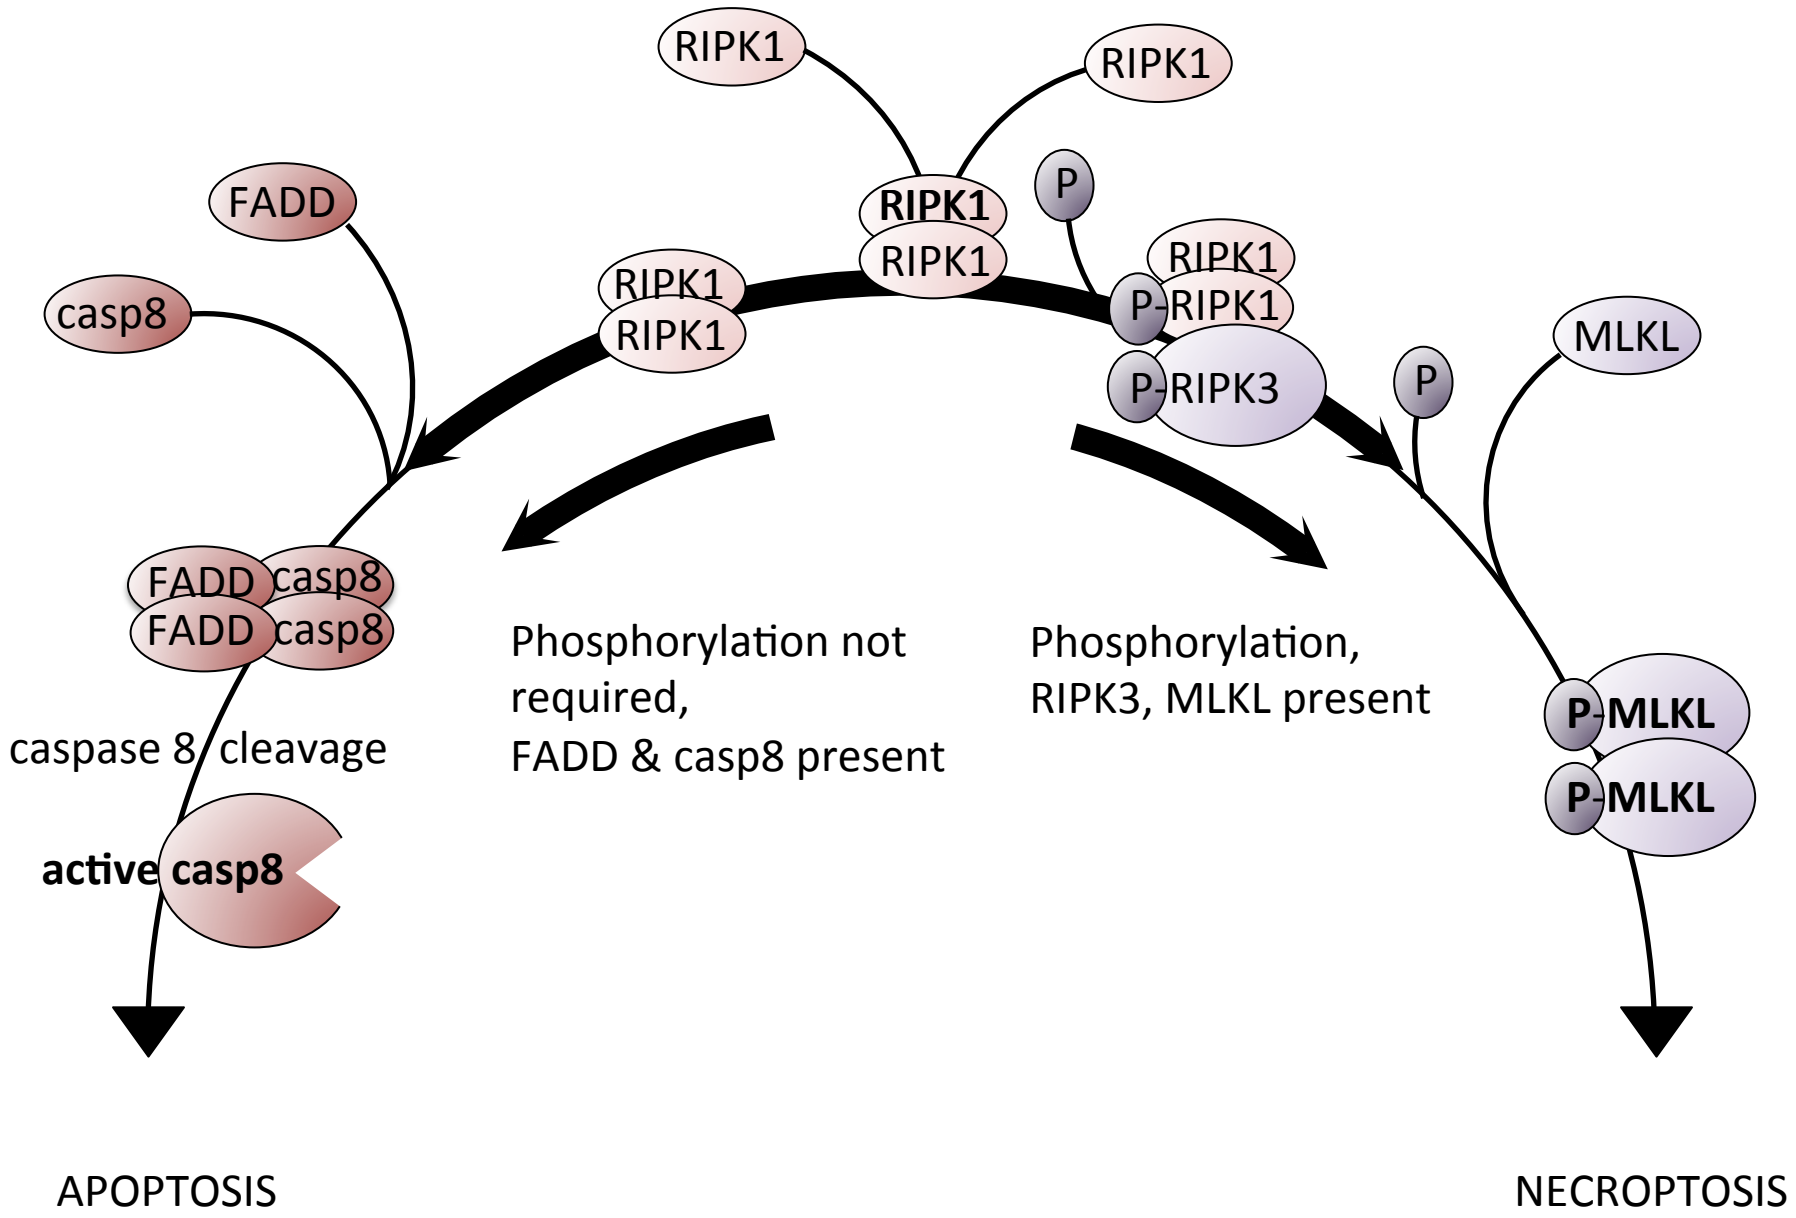 RIPK1
RIPK1
FADD
casp8
RIPK1
RIPK1
P
RIPK1
RIPK1
RIPK1
P-RIPK1
P-RIPK3
P
MLKL
FADD casp8
FADD casp8
Phosphorylation not
required,
FADD & casp8 present
Phosphorylation,
RIPK3, MLKL present
P-MLKL
P-MLKL
caspase 8 cleavage
active casp8
APOPTOSIS
NECROPTOSIS